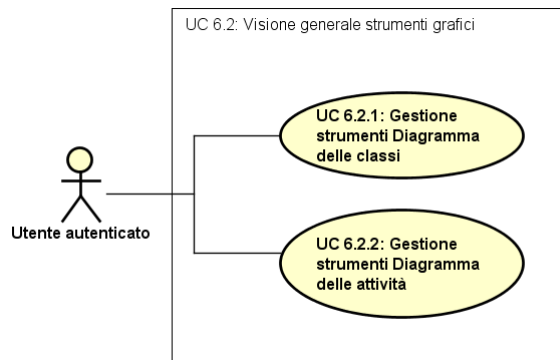 UC 6.2: Visione generale strumenti grafici
UC 6.2.1: Gestione
strumenti Diagramma
delle classi
Utente autenticato
UC 6.2.2: Gestione
strumenti Diagramma
delle attività